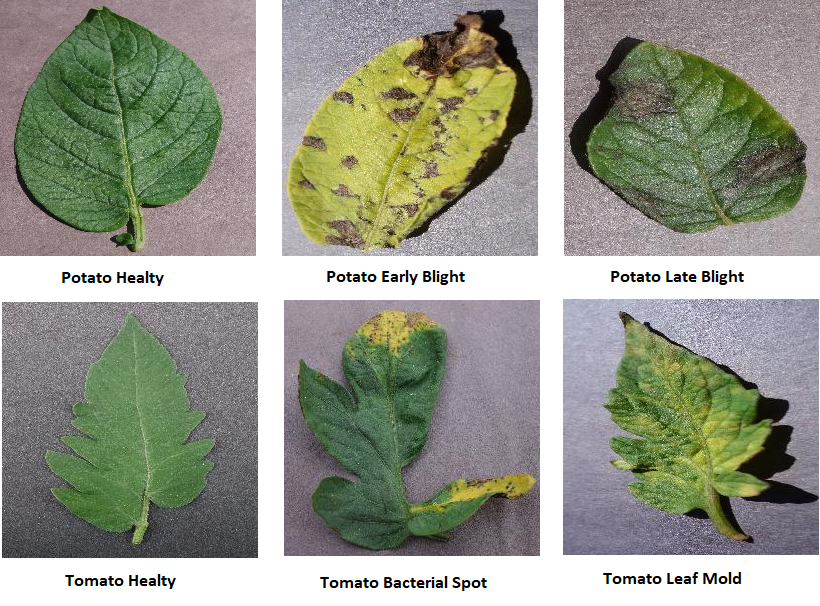 Potato Healty
Potato Early Blight
Potato Late Blight
Tomato Healty
Tomato Bacterial Spot
Tomato Leaf Mold